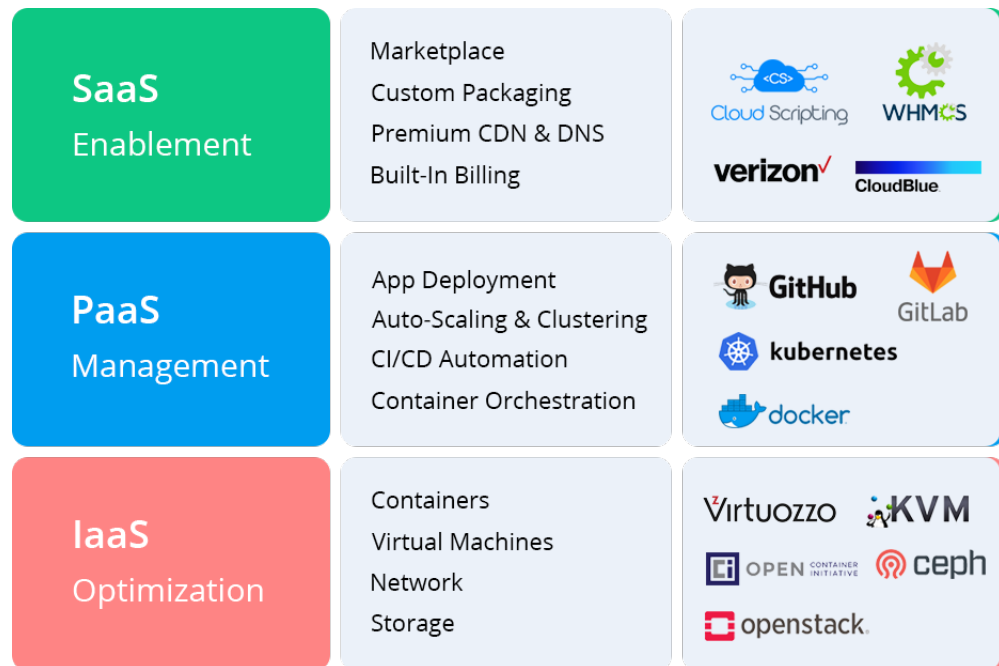 SaaS
Enablement
Marketplace
Custom Packaging
Premium CDN & DNS
Built-In Billing
<CS>
Cloud Scripting
WHMCS
verizon
CloudBlue
PaaS
Management
App Deployment
Auto-Scaling & Clustering
CI/CD Automation
Container Orchestration
GitHub
GitLab
kubernetes
docker
IaaS
Optimization
Containers
Virtual Machines
Network
Storage
Virtuozzo
KVM
OPEN CONTAINER
INITIATIVE
ceph
openstack.